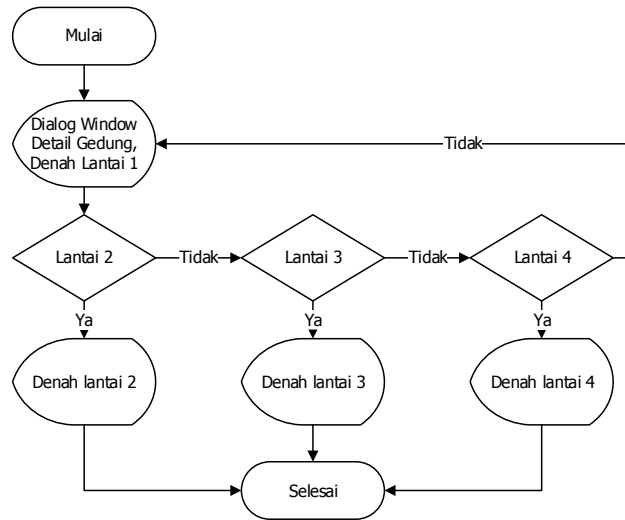 Mulai
Dialog Window
Detail Gedung,
Denah Lantai 1
Tidak
Lantai 2
Tidak
Lantai 3
Tidak
Lantai 4
Ya
Ya
Ya
Denah lantai 2
Denah lantai 3
Denah lantai 4
Selesai